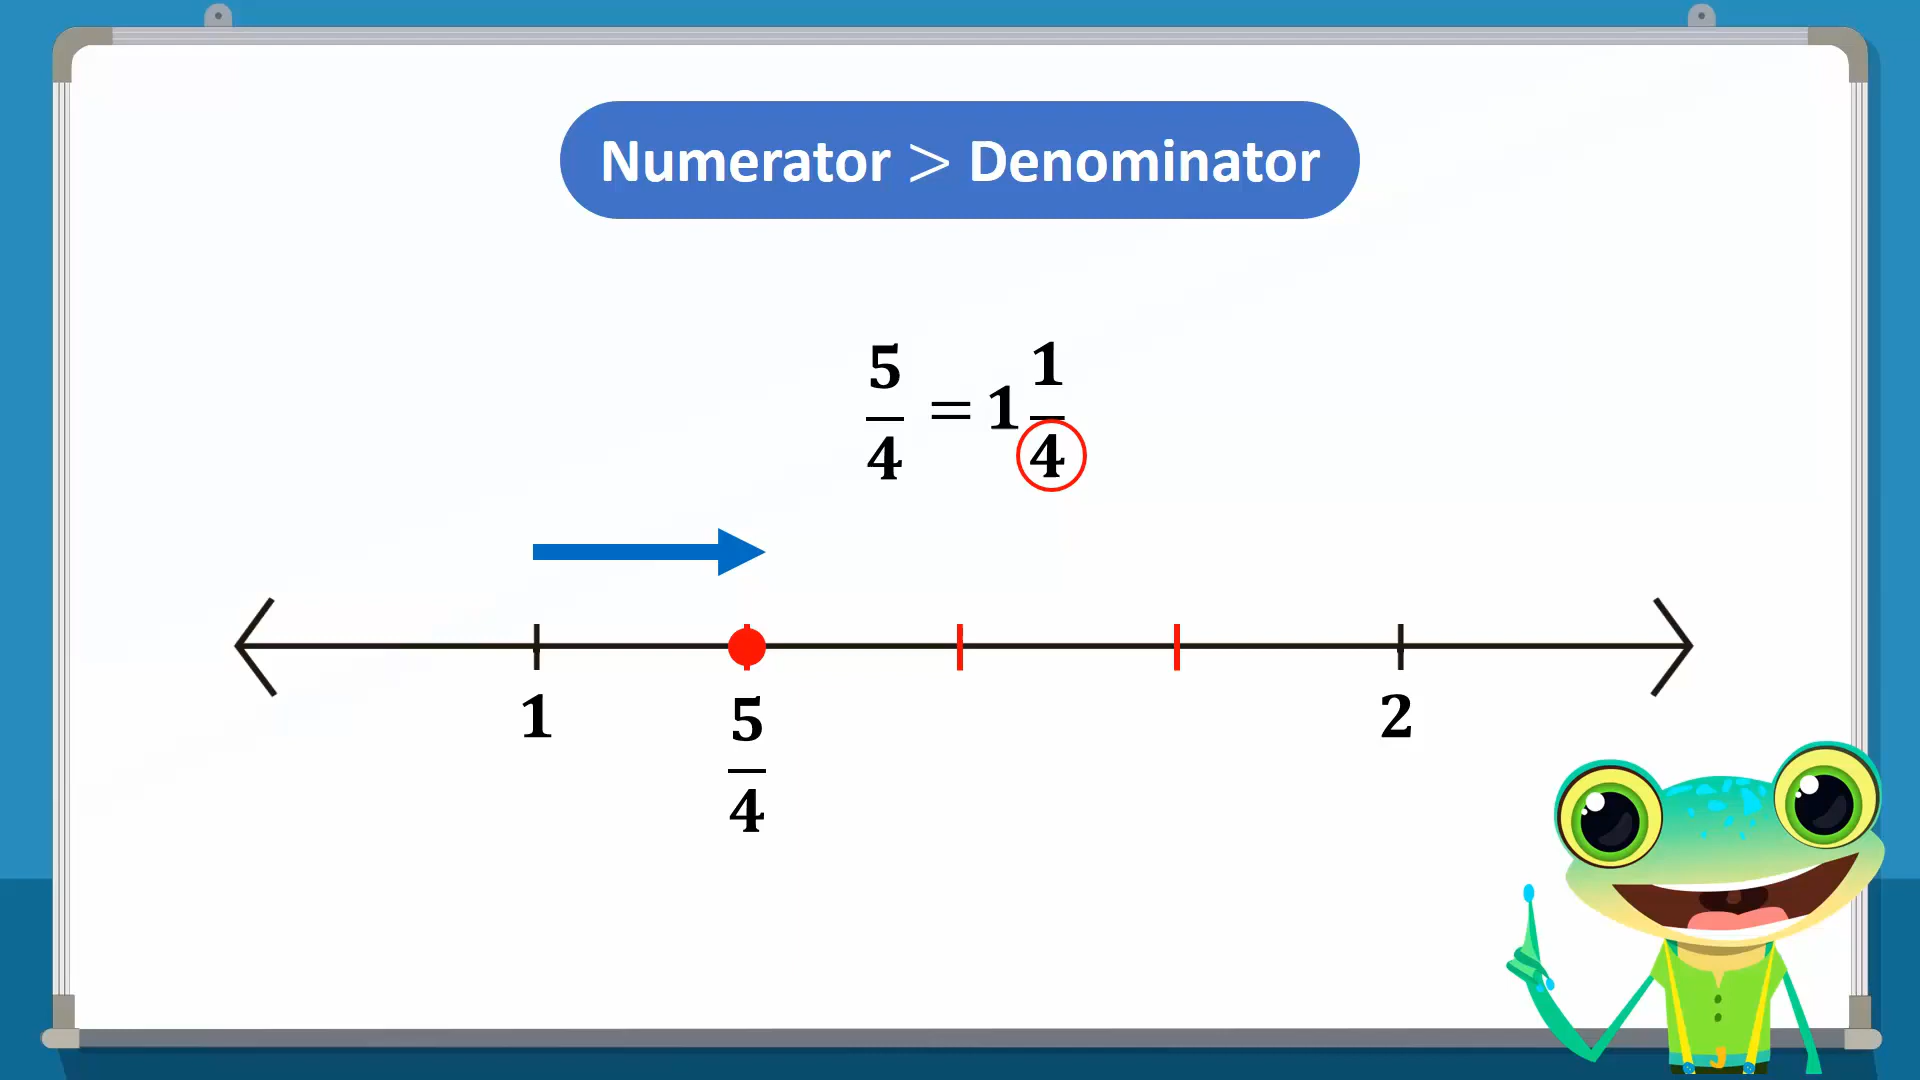 Numerator > Denominator
5/4 = 1 1/4
1 5/4 2